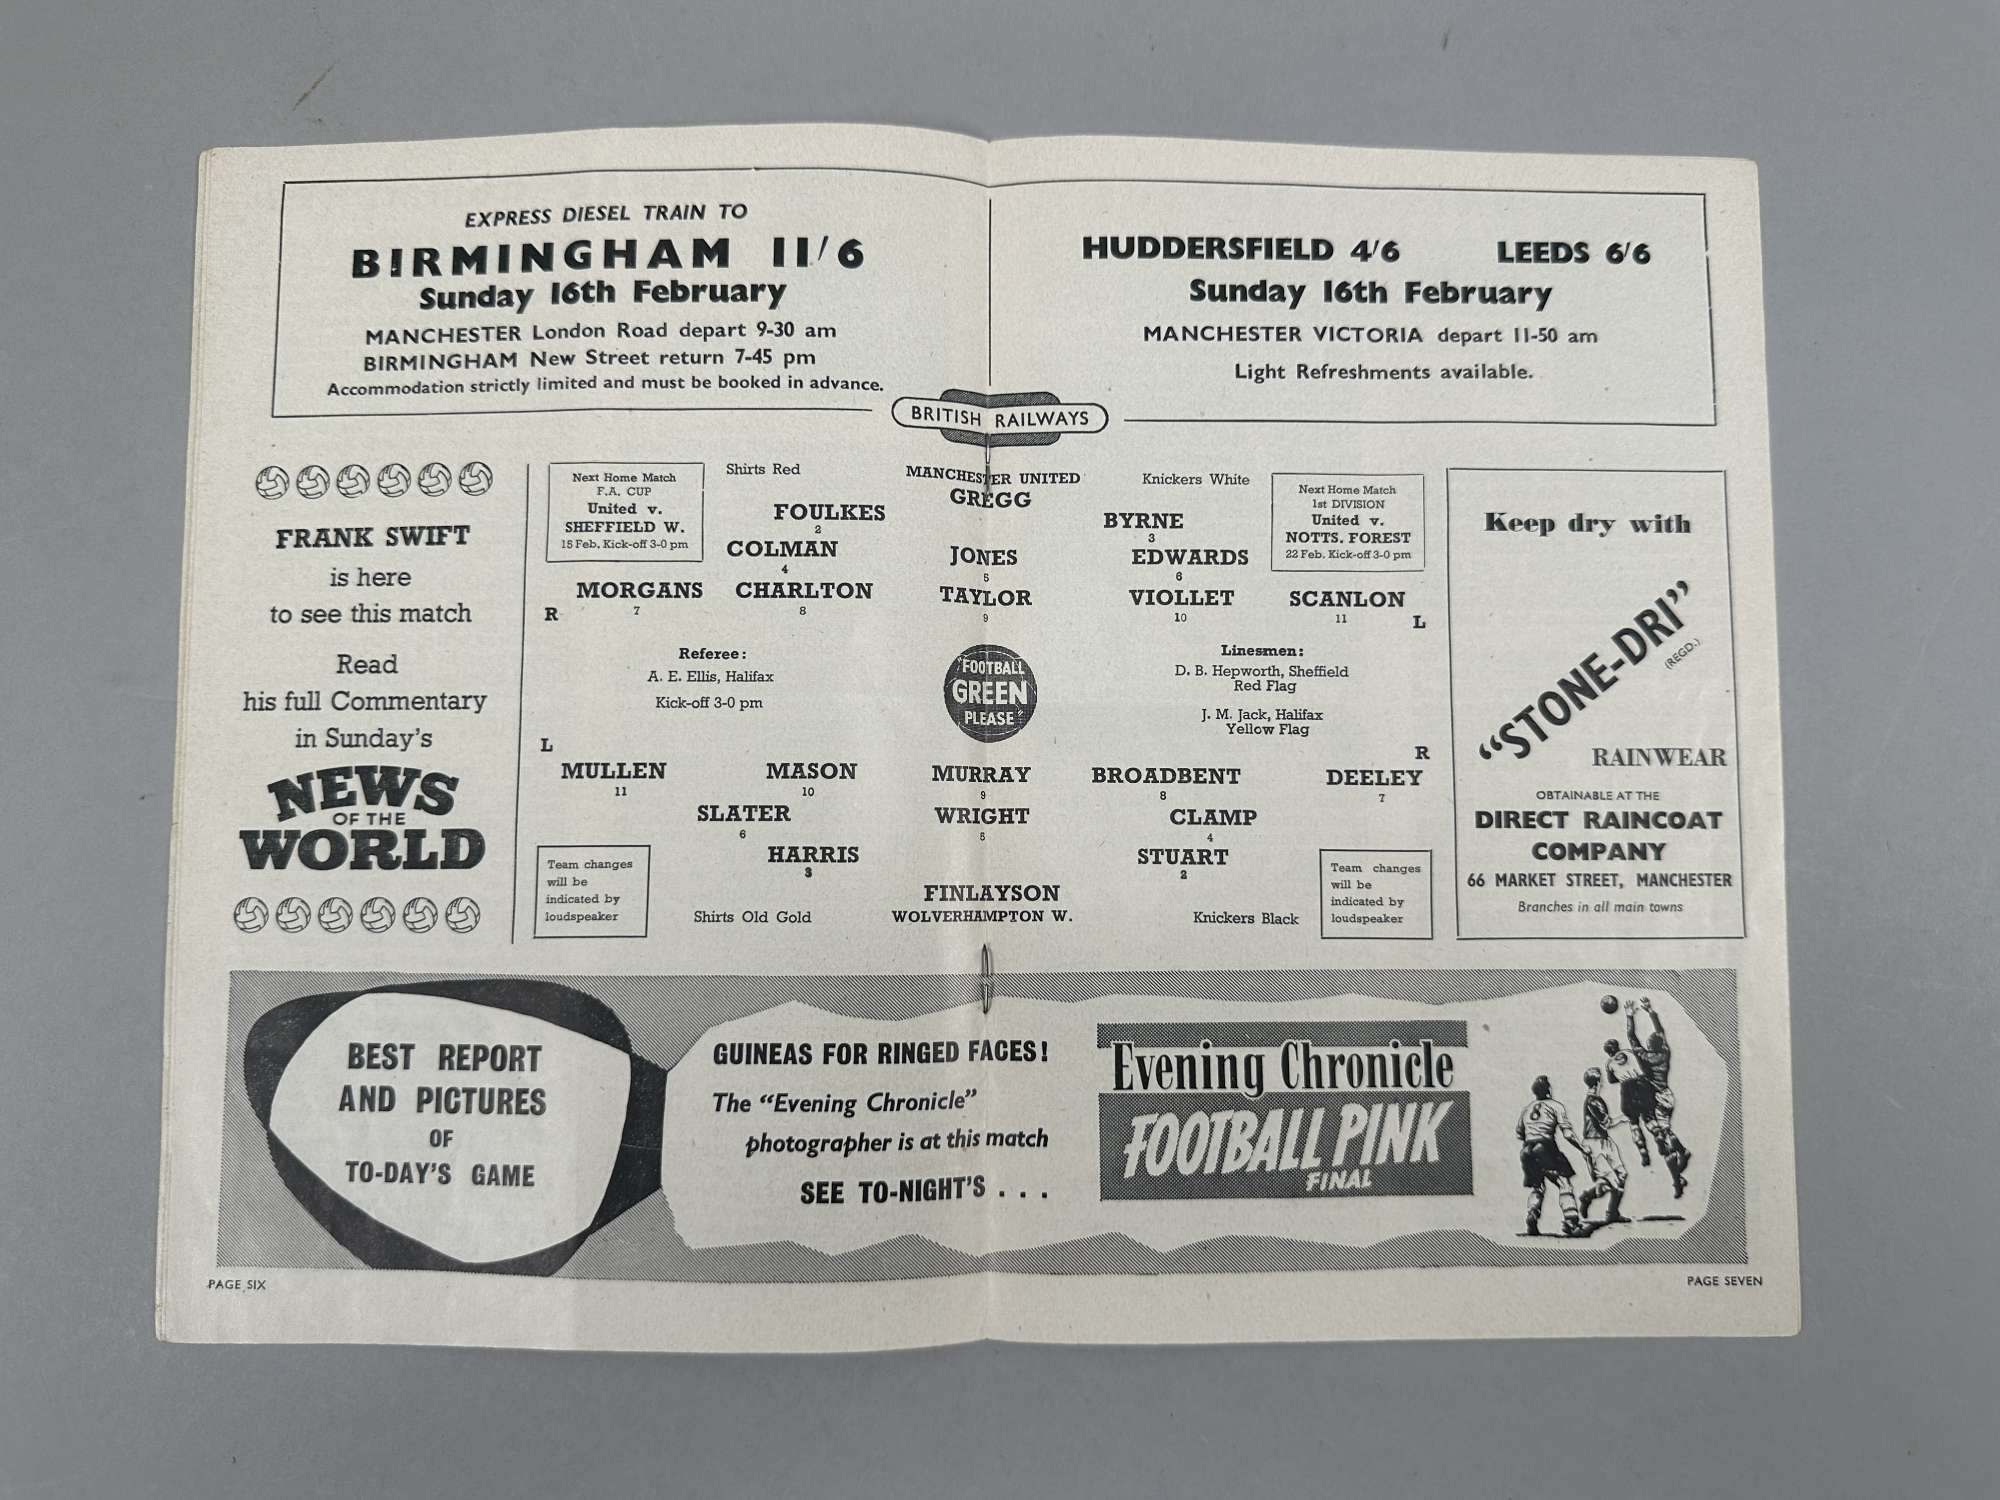 EXPRESS DIESEL TRAIN TO
BIRMINGHAM 11/6
Sunday 16th February
MANCHESTER London Road depart 9-30 am
BIRMINGHAM New Street return 7-45 pm
Accommodation strictly limited and must be booked in advance.
HUDDERSFIELD 4/6 LEEDS 6/6
Sunday 16th February
MANCHESTER VICTORIA depart 11-50 am
Light Refreshments available.
BRITISH RAILWAYS
FRANK SWIFT
is here
to see this match
Read
his full Commentary
in Sunday's
NEWS
OF THE
WORLD
Next Home Match
F.A. CUP
United v.
SHEFFIELD W.
15 Feb. Kick-off 3-0 pm
Shirts Red
MANCHESTER UNITED
Knickers White
Next Home Match
1st DIVISION
United v.
NOTTS. FOREST
22 Feb. Kick-off 3-0 pm
GREGG
FOULKES
2
BYRNE
3
COLMAN
4
JONES
5
EDWARDS
6
R
MORGANS
7
CHARLTON
8
TAYLOR
9
VIOLLET
10
SCANLON
11
L
Referee:
A. E. Ellis, Halifax
Kick-off 3-0 pm
"FOOTBALL
GREEN
PLEASE"
Linesmen:
D. B. Hepworth, Sheffield
Red Flag
J. M. Jack, Halifax
Yellow Flag
L
R
MULLEN
11
MASON
10
MURRAY
9
BROADBENT
8
DEELEY
7
SLATER
6
WRIGHT
5
CLAMP
4
HARRIS
3
STUART
2
FINLAYSON
Team changes
will be
indicated by
loudspeaker
Shirts Old Gold
WOLVERHAMPTON W.
Knickers Black
Team changes
will be
indicated by
loudspeaker
Keep dry with
"STONE-DRI"
(REGD.)
RAINWEAR
OBTAINABLE AT THE
DIRECT RAINCOAT
COMPANY
66 MARKET STREET, MANCHESTER
Branches in all main towns
BEST REPORT
AND PICTURES
OF
TO-DAY'S GAME
GUINEAS FOR RINGED FACES!
The "Evening Chronicle"
photographer is at this match
SEE TO-NIGHT'S . . .
Evening Chronicle
FOOTBALL PINK
FINAL
8
PAGE SIX
PAGE SEVEN